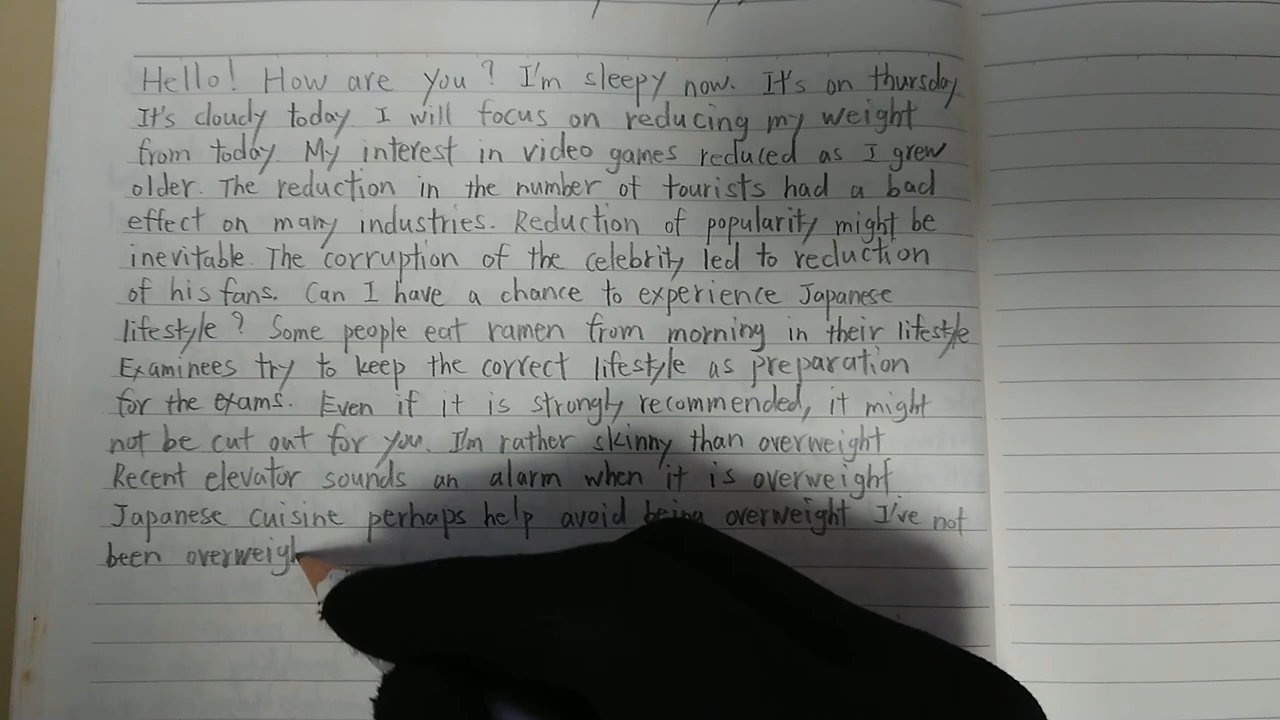 Hello! How are you? I'm sleepy now. It's on thursday
It's cloudy today I will focus on reducing my weight
from today. My interest in video games reduced as I grew
older. The reduction in the number of tourists had a bad
effect on many industries. Reduction of popularity might be
inevitable. The corruption of the celebrity led to reduction
of his fans. Can I have a chance to experience Japanese
lifestyle? Some people eat ramen from morning in their lifestyle
Examinees try to keep the correct lifestyle as preparation
for the exams. Even if it is strongly recommended, it might
not be cut out for you. I'm rather skinny than overweight
Recent elevator sounds an alarm when it is overweight
Japanese cuisine perhaps help avoid being overweight I've not
been overweigh